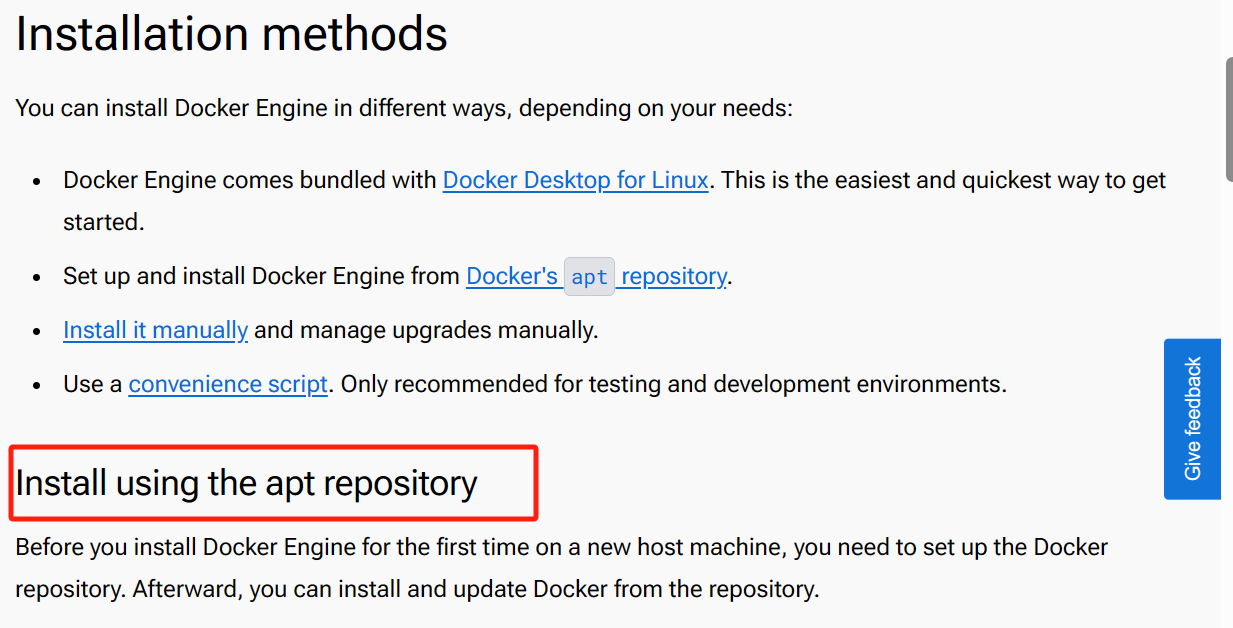 Installation methods
You can install Docker Engine in different ways, depending on your needs:
• Docker Engine comes bundled with Docker Desktop for Linux. This is the easiest and quickest way to get
started.
• Set up and install Docker Engine from Docker's apt repository.
• Install it manually and manage upgrades manually.
• Use a convenience script. Only recommended for testing and development environments.
Give feedback
Install using the apt repository
Before you install Docker Engine for the first time on a new host machine, you need to set up the Docker
repository. Afterward, you can install and update Docker from the repository.